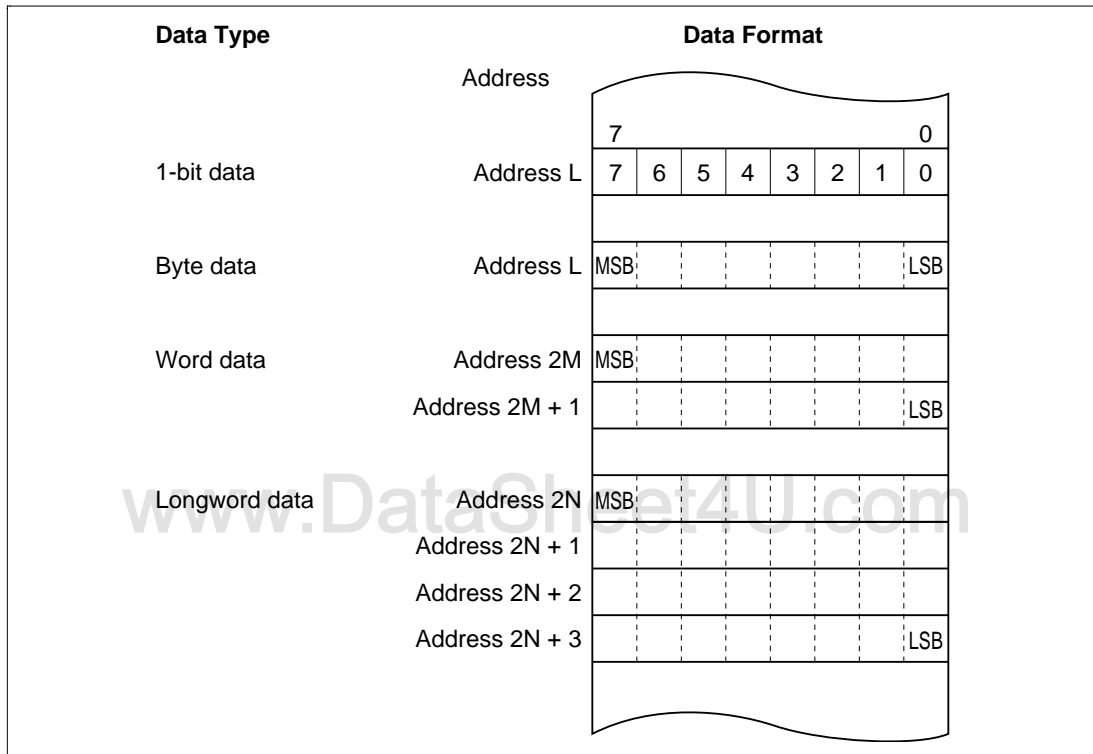 Data Type Data Format
Address
7 0
1-bit data Address L 7 6 5 4 3 2 1 0
Byte data Address L MSB LSB
Word data Address 2M MSB
Address 2M + 1 LSB
Longword data Address 2N MSB
www.DataSheet4U.com
Address 2N + 1
Address 2N + 2
Address 2N + 3 LSB